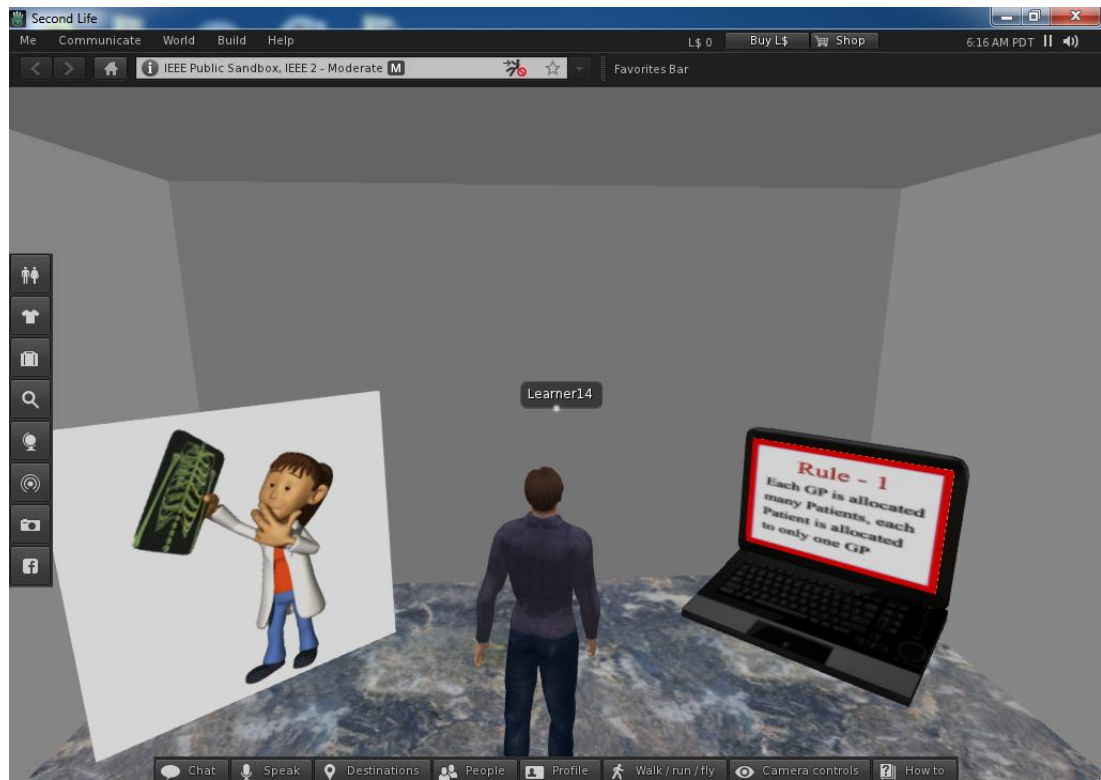 Second Life
Me Communicate World Build Help L$ 0 Buy L$ Shop 6:16 AM PDT
IEEE Public Sandbox, IEEE 2 - Moderate M Favorites Bar
Learner14
Rule - 1
Each GP is allocated
many Patients, each
Patient is allocated
to only one GP
Chat Speak Destinations People Profile Walk / run / fly Camera controls How to